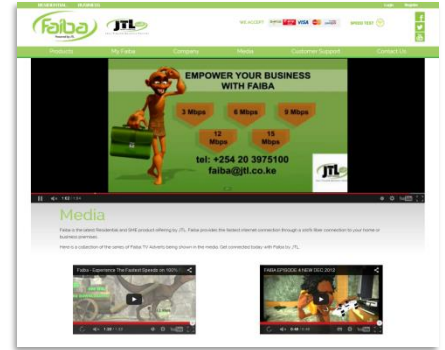 RESIDENTIAL BUSINESS Login Register
Faiba JTL WE ACCEPT VISA SPEED TEST
Powered by JTL
Products My Faiba Company Media Customer Support Contact Us
EMPOWER YOUR BUSINESS
WITH FAIBA
3 Mbps 6 Mbps 9 Mbps
12 Mbps 15 Mbps
tel: +254 20 3975100
faiba@jtl.co.ke
JTL
Media
Faiba is the latest Residential and SME product offering by JTL. Faiba provides the fastest internet connection through a 100% fiber connection to your home or
business premises.
Here is a collection of the series of Faiba TV Adverts being shown in the media. Get connected today with Faiba by JTL.
Faiba - Experience The Fastest Speeds on 100%
FAIBA EPISODE 4 NEW DEC 2013